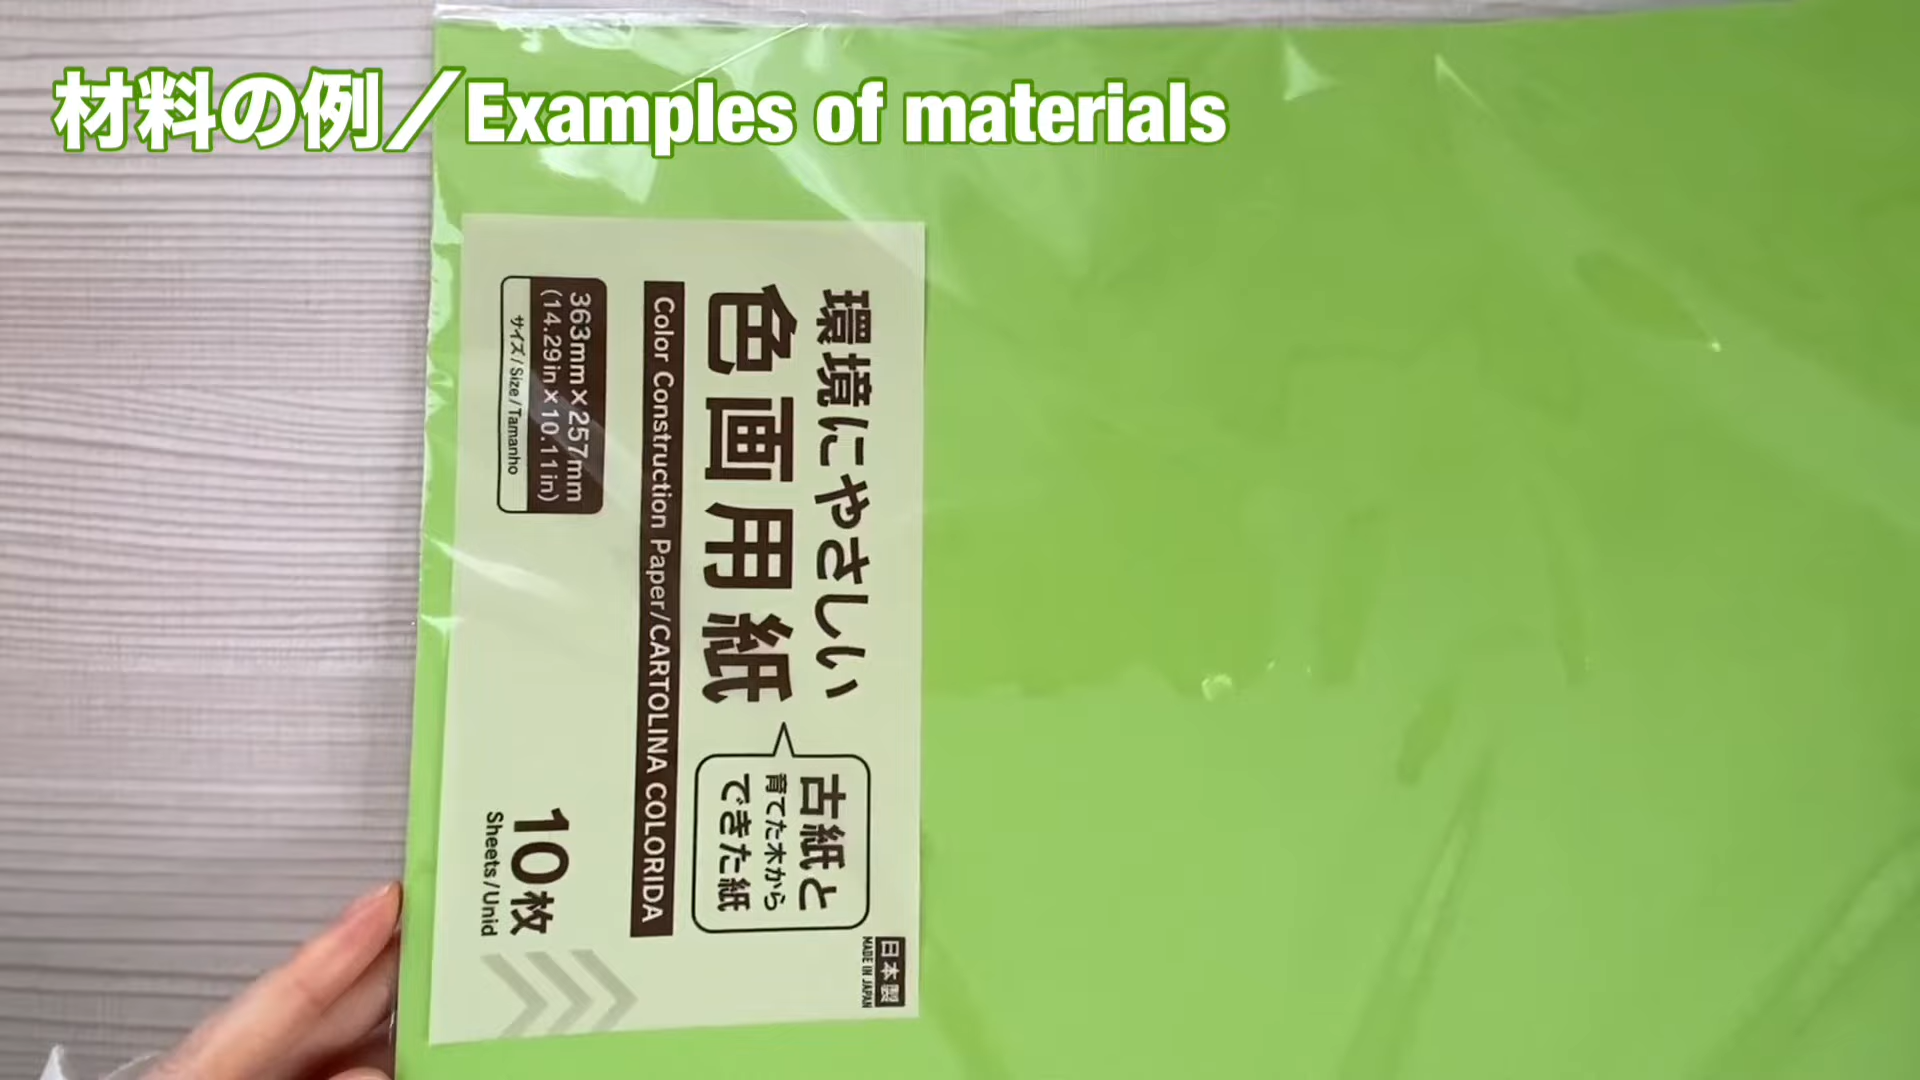 材料の例／Examples of materials
環境にやさしい
色画用紙
Color Construction Paper/CARTOLINA COLORIDA
古紙と
育てた木から
できた紙
363mm×257mm
(14.29in×10.11in)
サイズ/Size/Tamanho
10枚
Sheets/Unid
日本製
MADE IN JAPAN